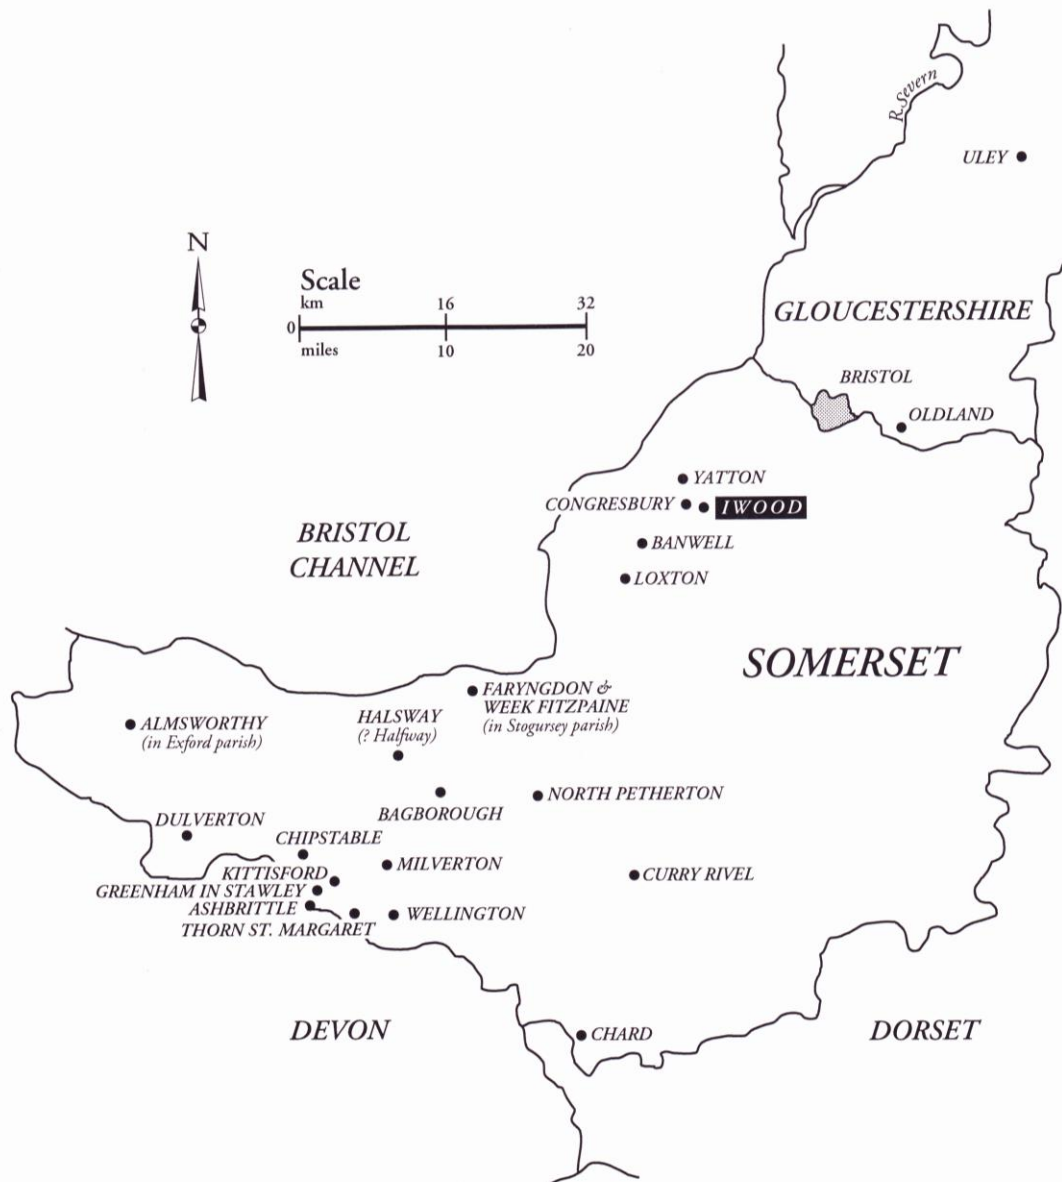 R. Severn
ULEY
N
Scale
km 16 32
0
miles 10 20
GLOUCESTERSHIRE
BRISTOL
OLDLAND
YATTON
CONGRESBURY
IWOOD
BRISTOL
CHANNEL
BANWELL
LOXTON
SOMERSET
FARYNGDON &
WEEK FITZPAINE
(in Stogursey parish)
HALSWAY
(? Halfway)
ALMSWORTHY
(in Exford parish)
BAGBOROUGH
NORTH PETHERTON
DULVERTON
CHIPSTABLE
MILVERTON
KITTISFORD
CURRY RIVEL
GREENHAM IN STAWLEY
ASHBRITTLE
WELLINGTON
THORN ST. MARGARET
DEVON
CHARD
DORSET